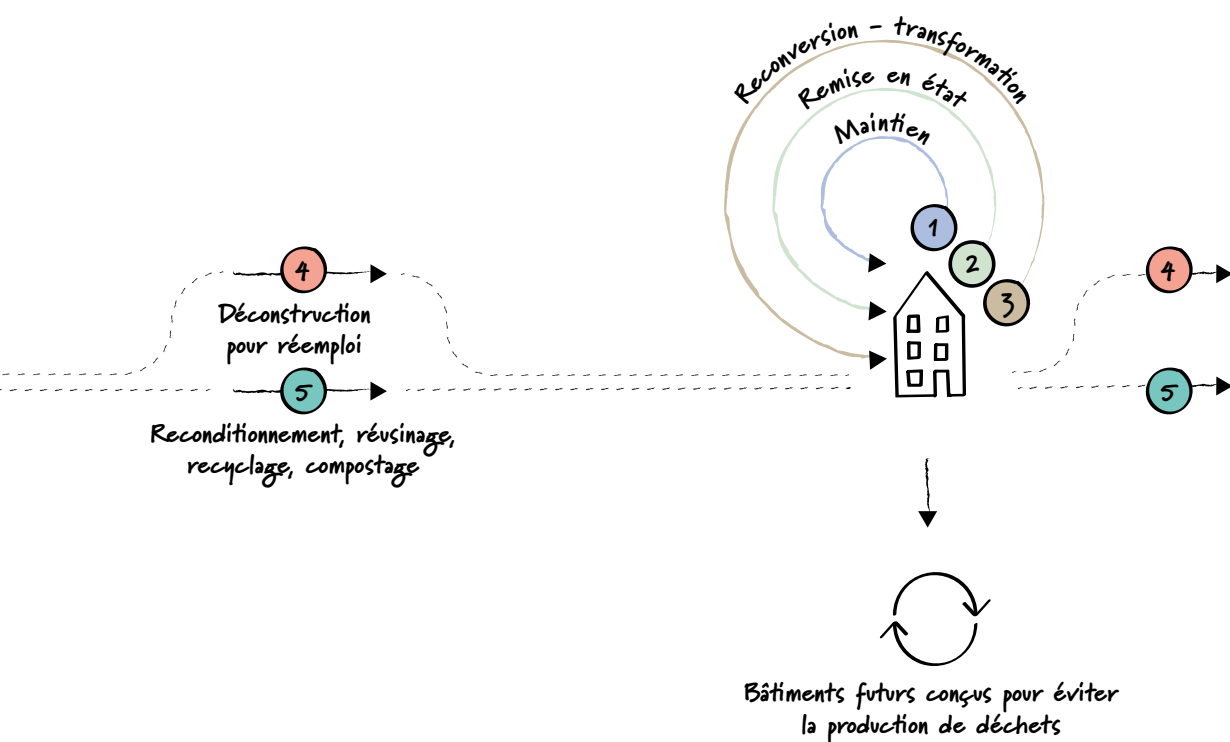 Reconversion – transformation
Remise en état
Maintien
1
2
3
4
Déconstruction
pour réemploi
5
Reconditionnement, réusinage,
recyclage, compostage
4
5
Bâtiments futurs conçus pour éviter
la production de déchets